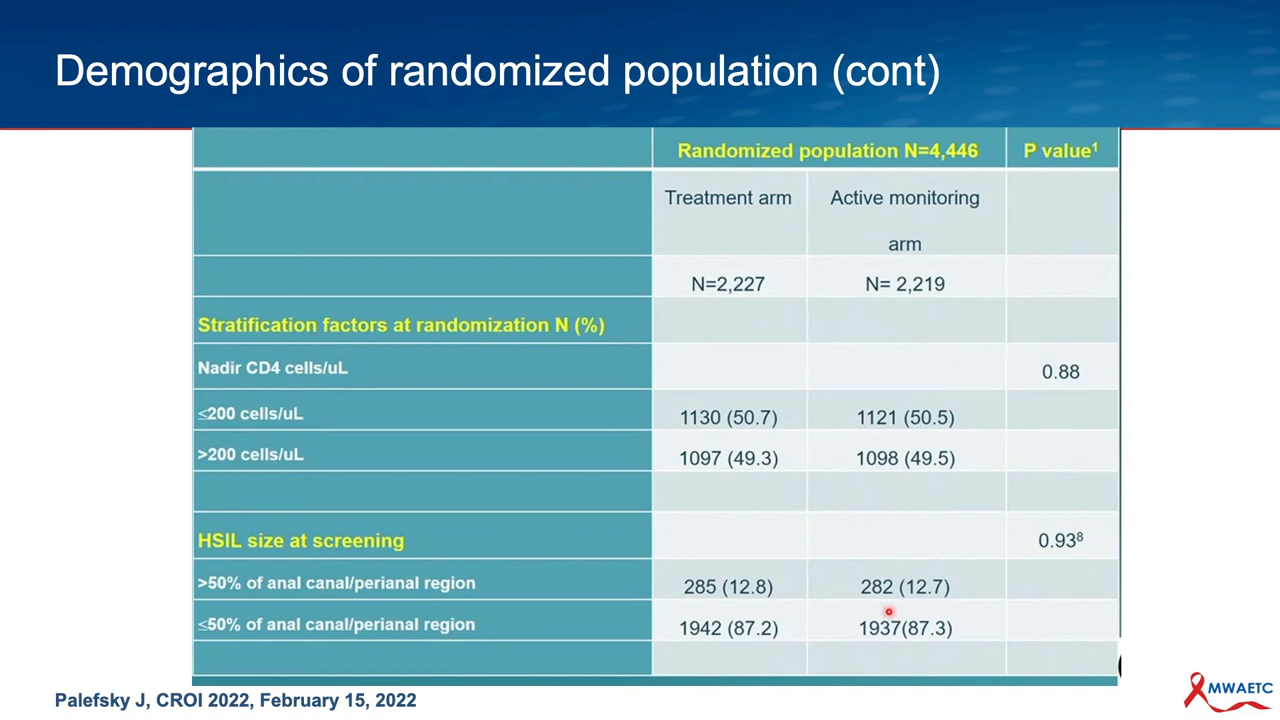 Demographics of randomized population (cont)
Randomized population N=4,446 P value¹
Treatment arm Active monitoring
arm
N=2,227 N= 2,219
Stratification factors at randomization N (%)
Nadir CD4 cells/uL 0.88
≤200 cells/uL 1130 (50.7) 1121 (50.5)
>200 cells/uL 1097 (49.3) 1098 (49.5)
HSIL size at screening 0.93⁸
>50% of anal canal/perianal region 285 (12.8) 282 (12.7)
≤50% of anal canal/perianal region 1942 (87.2) 1937(87.3)
Palefsky J, CROI 2022, February 15, 2022
MWAETC